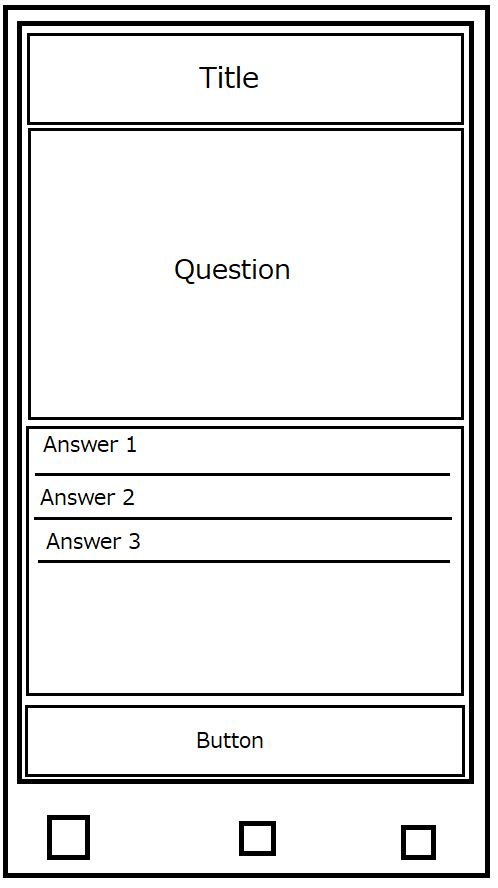 Title
Question
Answer 1
Answer 2
Answer 3
Button